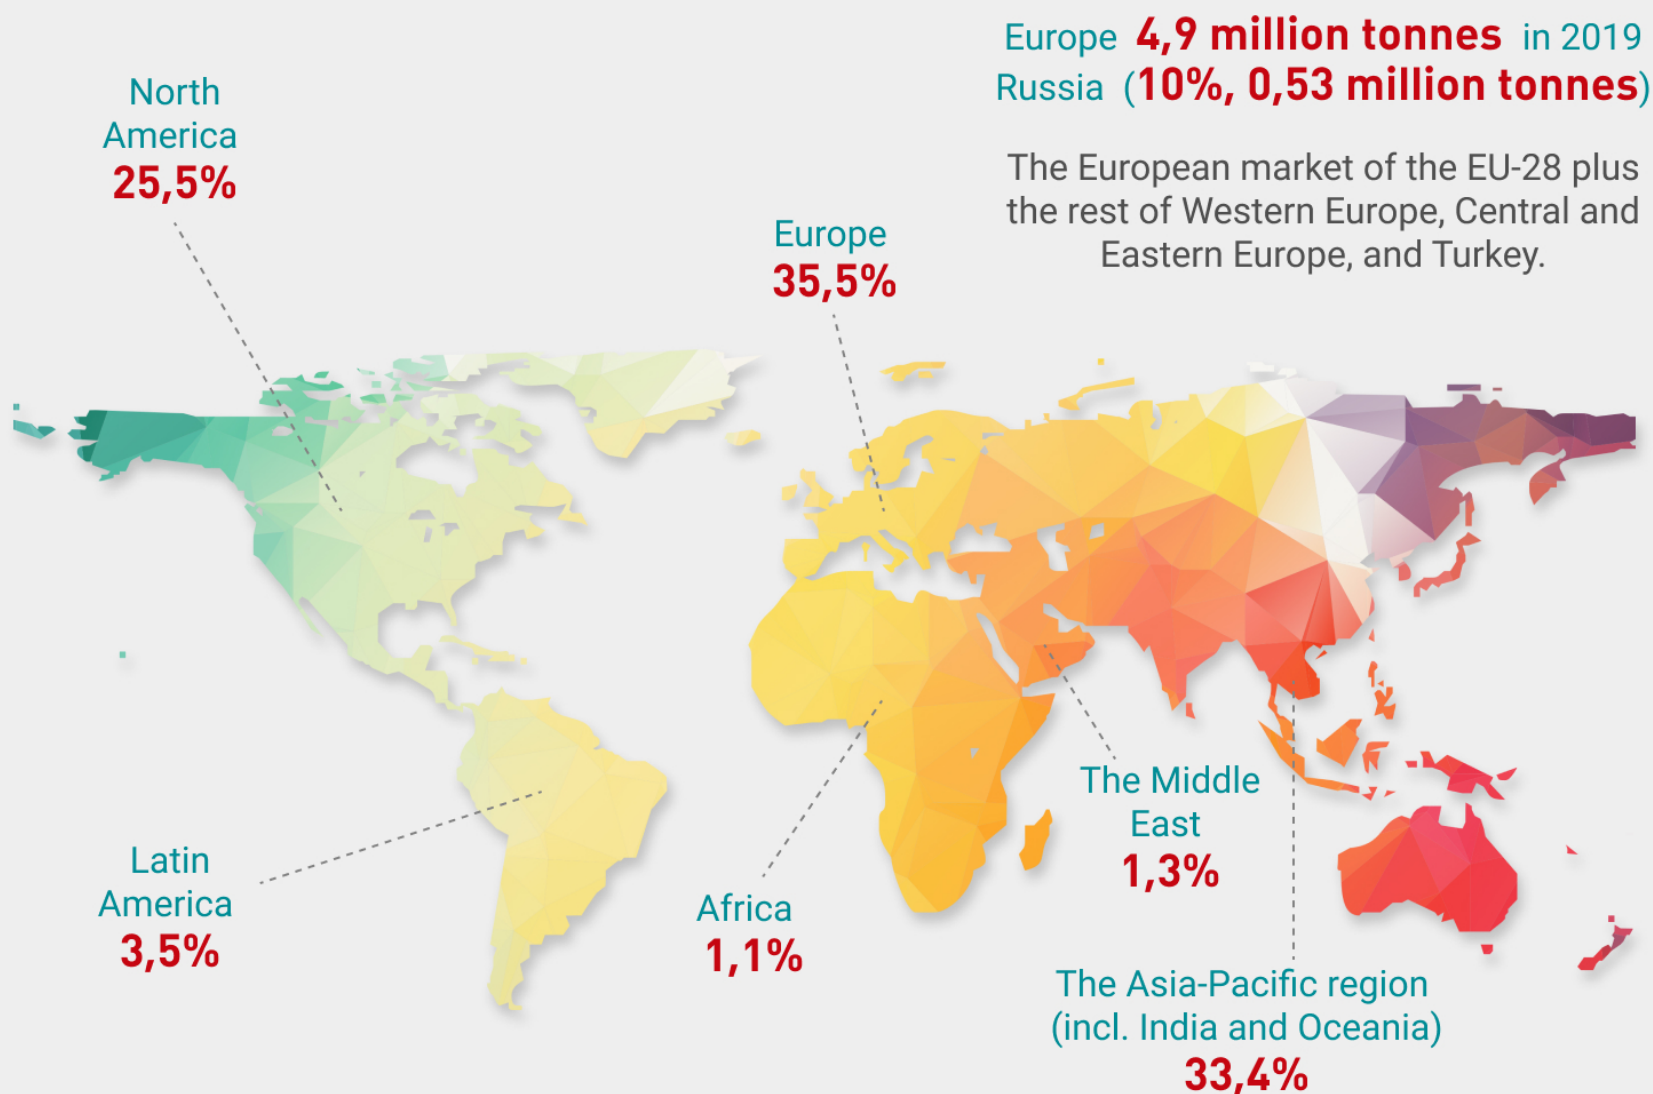 Europe 4,9 million tonnes in 2019
Russia (10%, 0,53 million tonnes)
The European market of the EU-28 plus
the rest of Western Europe, Central and
Eastern Europe, and Turkey.
North
America
25,5%
Europe
35,5%
Latin
America
3,5%
Africa
1,1%
The Middle
East
1,3%
The Asia-Pacific region
(incl. India and Oceania)
33,4%